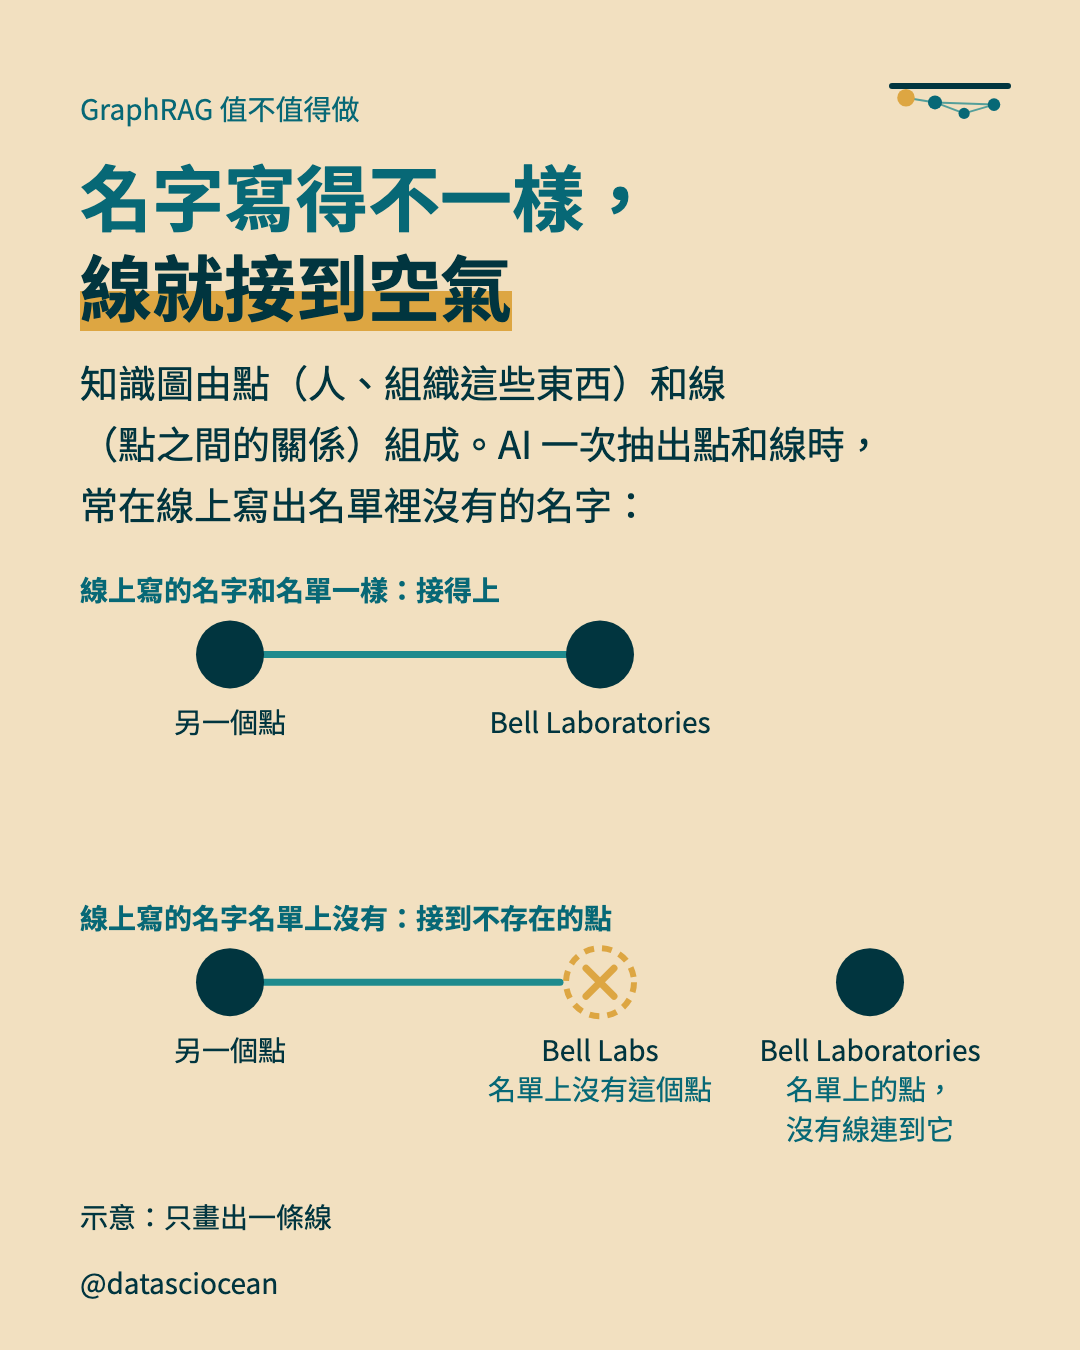 GraphRAG 值不值得做
名字寫得不一樣，
線就接到空氣
知識圖由點（人、組織這些東西）和線
（點之間的關係）組成。AI 一次抽出點和線時，
常在線上寫出名單裡沒有的名字：
線上寫的名字和名單一樣：接得上
另一個點
Bell Laboratories
線上寫的名字名單上沒有：接到不存在的點
另一個點
Bell Labs
名單上沒有這個點
Bell Laboratories
名單上的點，
沒有線連到它
示意：只畫出一條線
@datasciocean